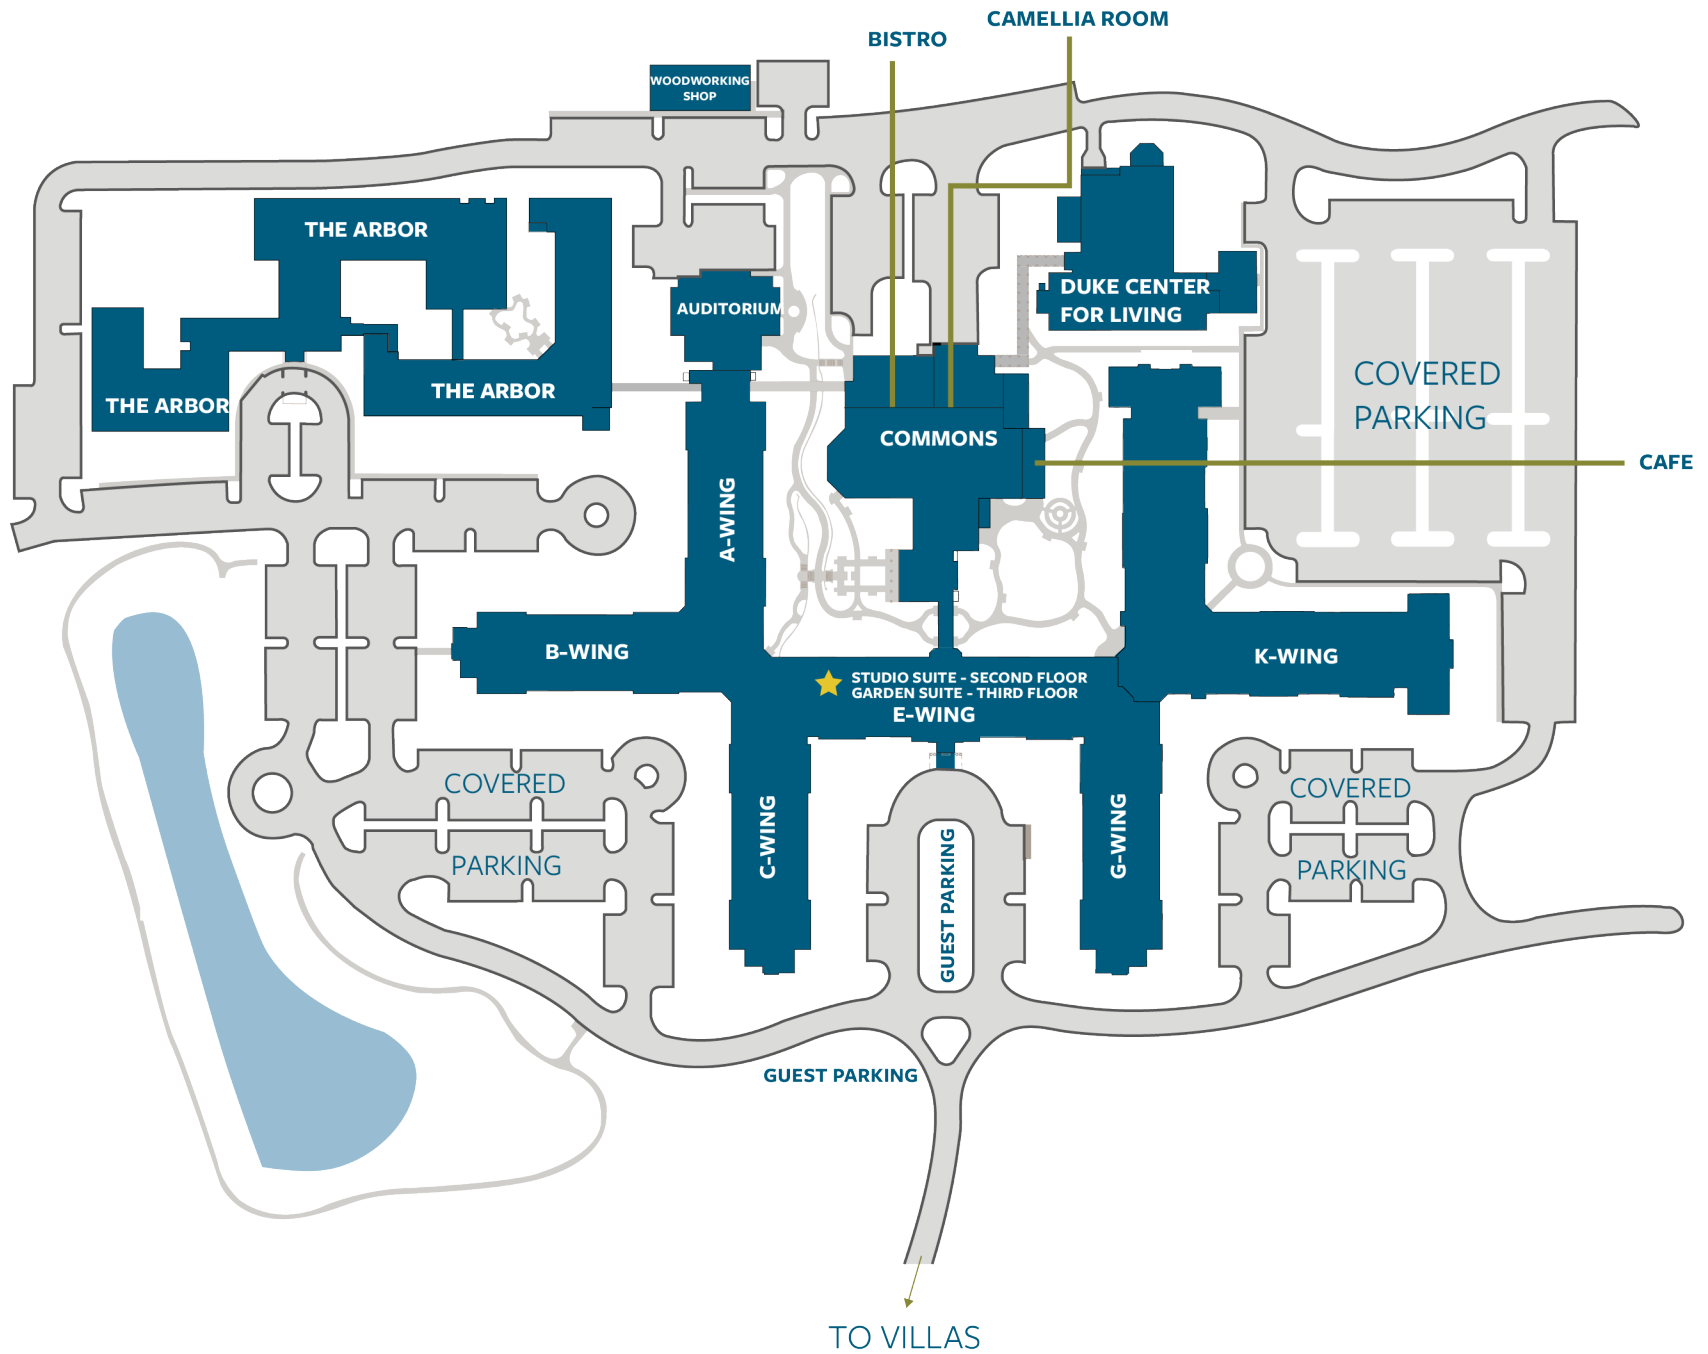 CAMELLIA ROOM
BISTRO
WOODWORKING
SHOP
THE ARBOR
AUDITORIUM
DUKE CENTER
FOR LIVING
THE ARBOR
THE ARBOR
COVERED
PARKING
COMMONS
CAFE
A-WING
B-WING
K-WING
STUDIO SUITE - SECOND FLOOR
GARDEN SUITE - THIRD FLOOR
E-WING
COVERED
PARKING
COVERED
PARKING
C-WING
G-WING
GUEST PARKING
GUEST PARKING
TO VILLAS